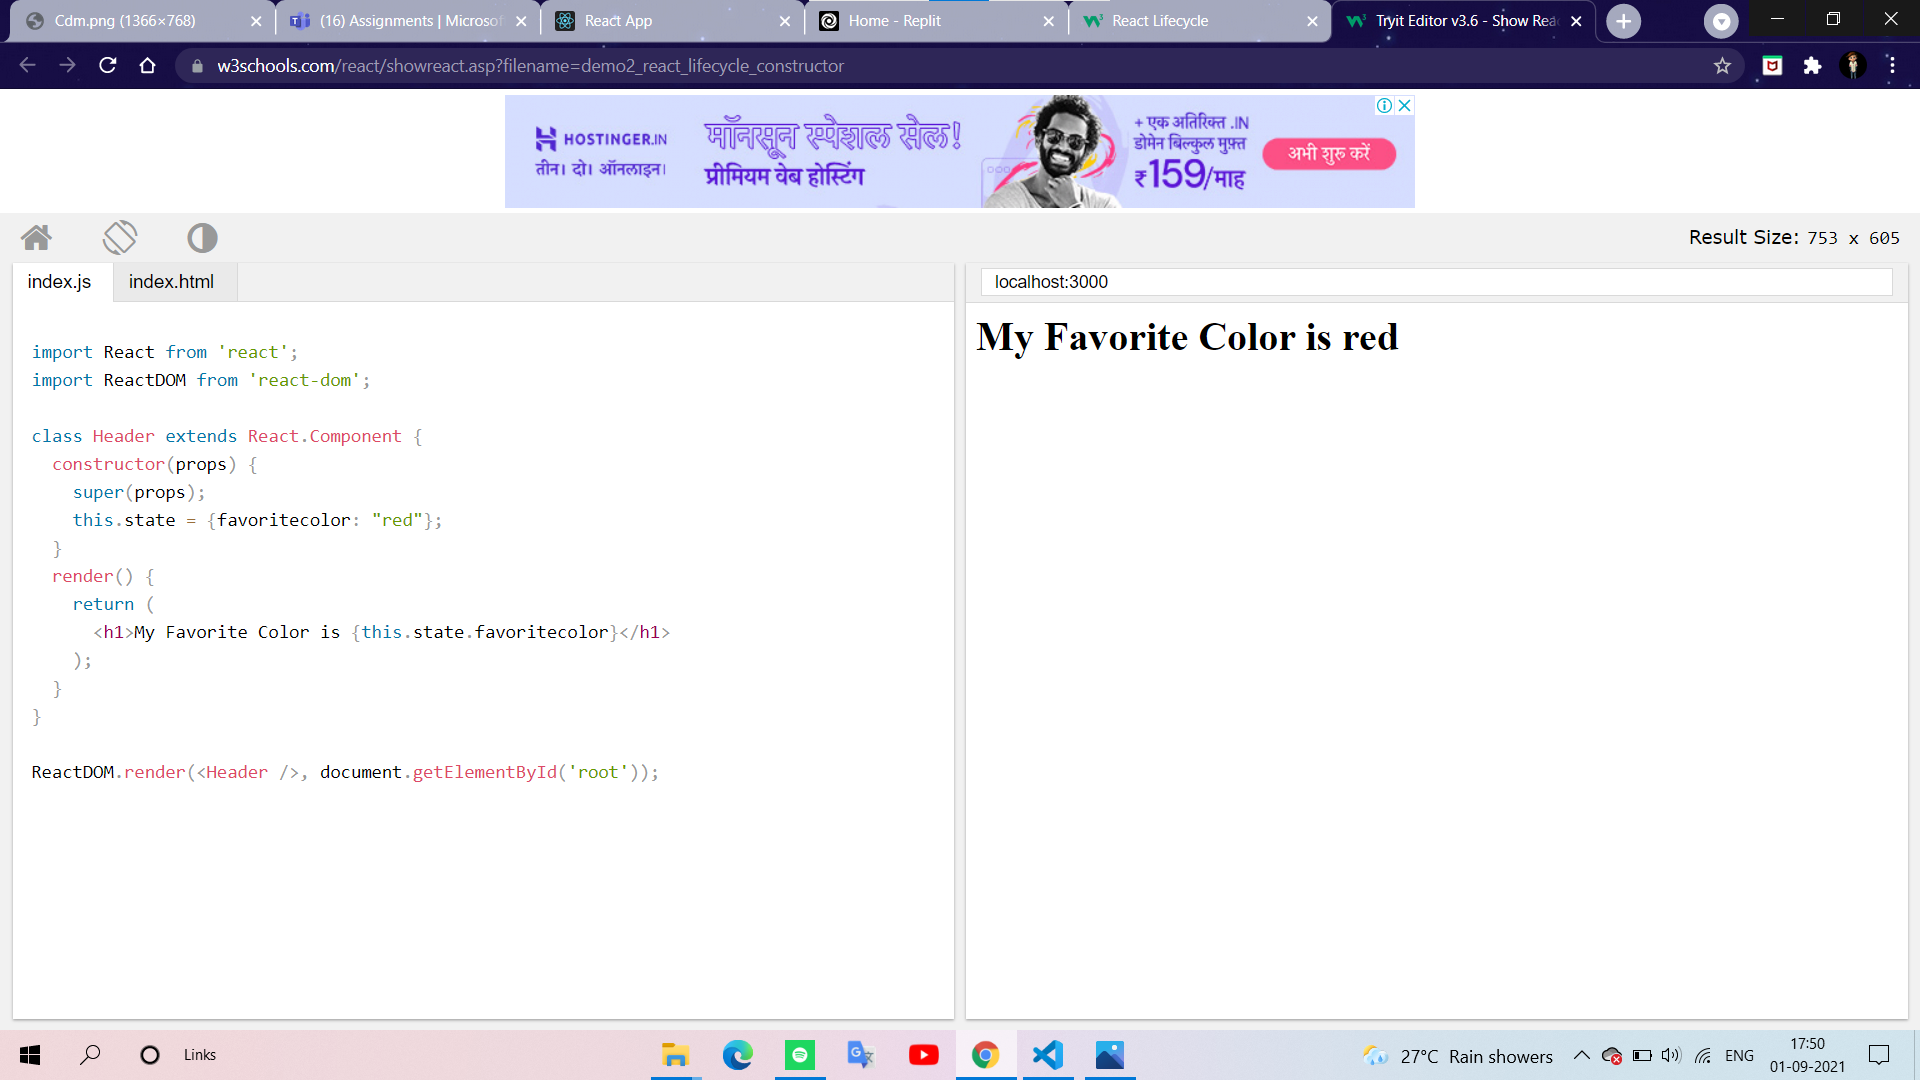 Cdm.png (1366×768)
(16) Assignments | Microsof
React App
Home - Replit
React Lifecycle
Tryit Editor v3.6 - Show Rea
w3schools.com/react/showreact.asp?filename=demo2_react_lifecycle_constructor
HOSTINGER.IN
तीन। दो। ऑनलाइन।
मॉनसून स्पेशल सेल!
प्रीमियम वेब होस्टिंग
+ एक अतिरिक्त .IN
डोमेन बिल्कुल मुफ़्त
₹159/माह
अभी शुरू करें
Result Size: 753 x 605
index.js
index.html
localhost:3000
import React from 'react';
import ReactDOM from 'react-dom';
class Header extends React.Component {
constructor(props) {
super(props);
this.state = {favoritecolor: "red"};
}
render() {
return (
<h1>My Favorite Color is {this.state.favoritecolor}</h1>
);
}
}
ReactDOM.render(<Header />, document.getElementById('root'));
My Favorite Color is red
Links
27°C Rain showers
ENG
17:50
01-09-2021